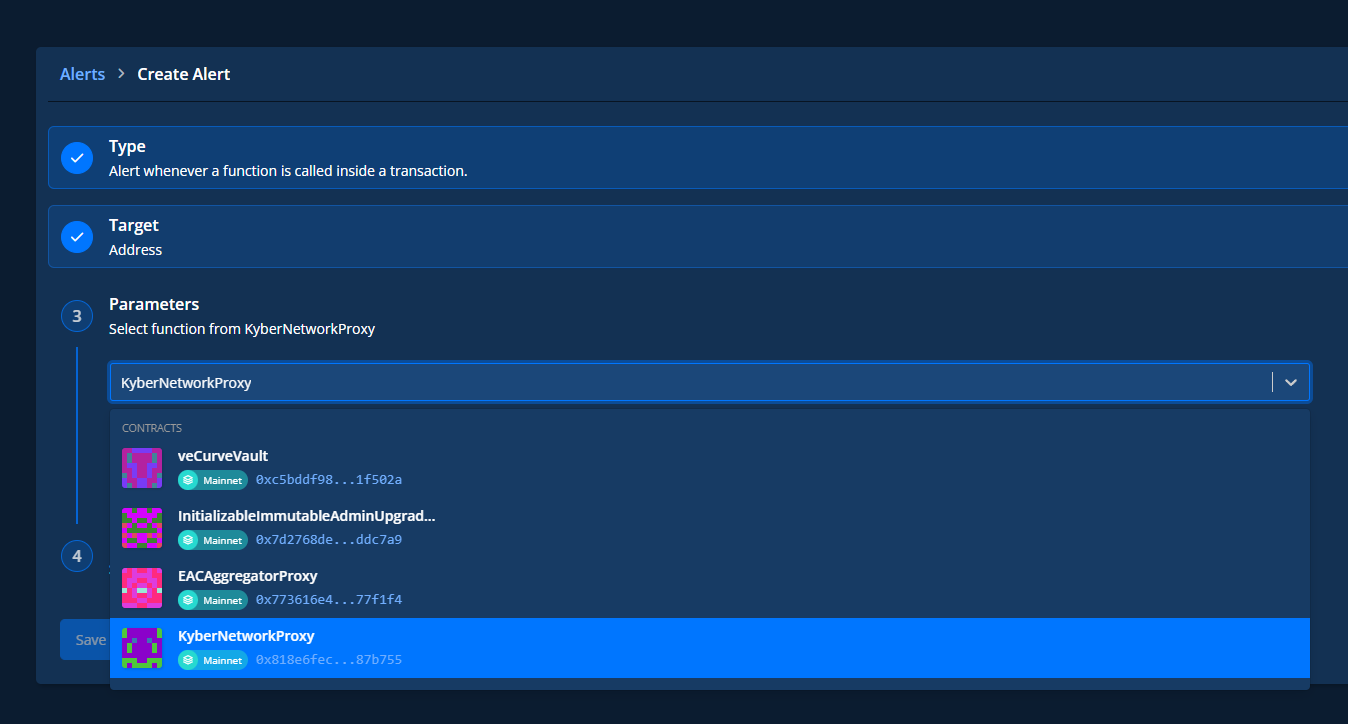 Alerts > Create Alert
Type
Alert whenever a function is called inside a transaction.
Target
Address
3
Parameters
Select function from KyberNetworkProxy
KyberNetworkProxy
CONTRACTS
veCurveVault
Mainnet 0xc5bddf98...1f502a
InitializableImmutableAdminUpgrad...
Mainnet 0x7d2768de...ddc7a9
4
EACAggregatorProxy
Mainnet 0x773616e4...77f1f4
Save
KyberNetworkProxy
Mainnet 0x818e6fec...87b755